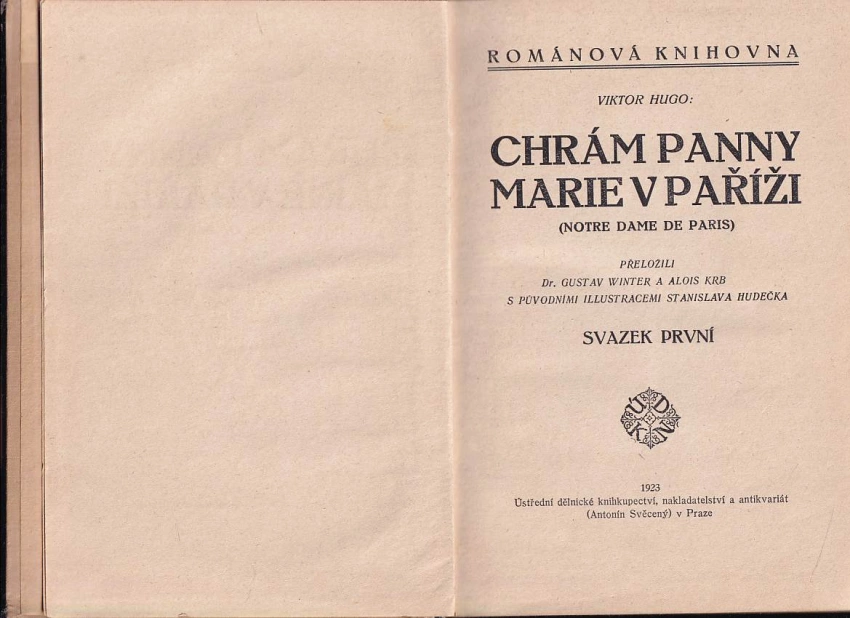 ROMÁNOVÁ KNIHOVNA
VIKTOR HUGO:
CHRÁM PANNY
MARIE V PAŘÍŽI
(NOTRE DAME DE PARIS)
PŘELOŽILI
Dr. GUSTAV WINTER A ALOIS KRB
S PŮVODNÍMI ILLUSTRACEMI STANISLAVA HUDEČKA
SVAZEK PRVNÍ
Ú D
K N
1923
Ústřední dělnické knihkupectví, nakladatelství a antikvariát
(Antonín Svěcený) v Praze